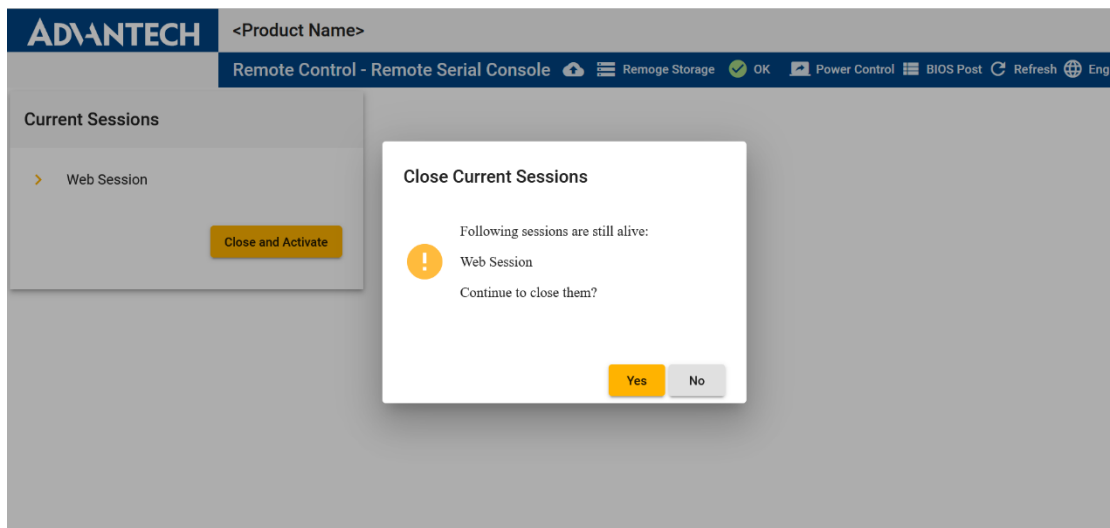 ADVANTECH
<Product Name>
Remote Control - Remote Serial Console Remoge Storage OK Power Control BIOS Post Refresh Eng
Current Sessions
Web Session
Close and Activate
Close Current Sessions
Following sessions are still alive:
Web Session
Continue to close them?
Yes No